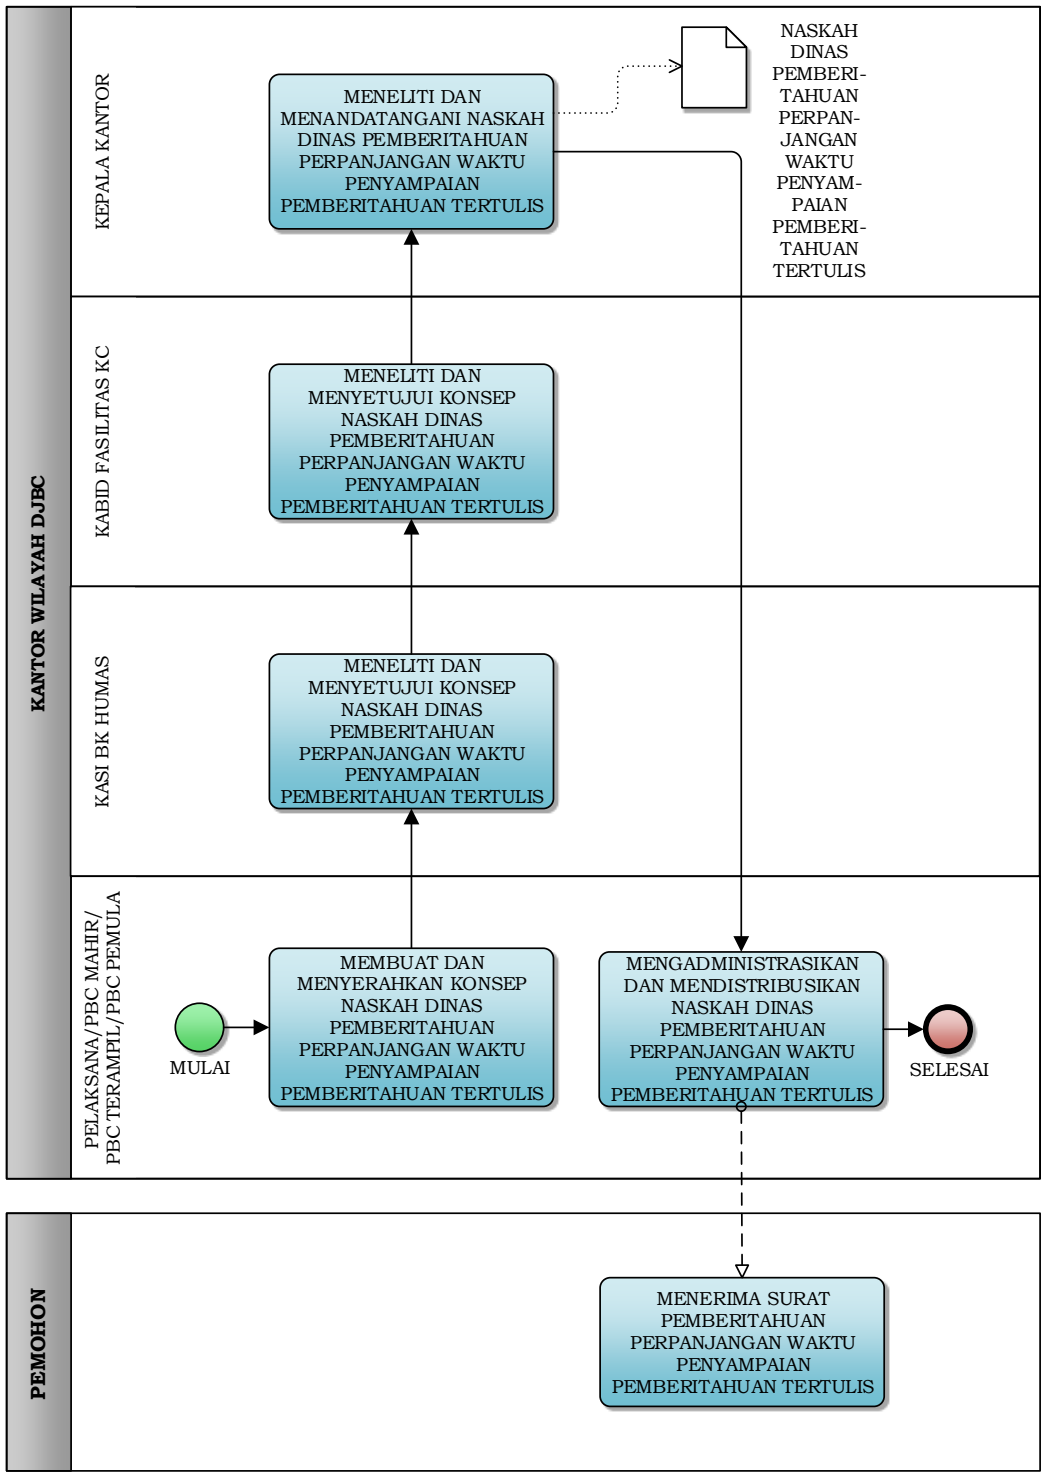 KANTOR WILAYAH DJBC
KEPALA KANTOR
MENELITI DAN
MENANDATANGANI NASKAH
DINAS PEMBERITAHUAN
PERPANJANGAN WAKTU
PENYAMPAIAN
PEMBERITAHUAN TERTULIS
NASKAH
DINAS
PEMBERI-
TAHUAN
PERPAN-
JANGAN
WAKTU
PENYAM-
PAIAN
PEMBERI-
TAHUAN
TERTULIS
KABID FASILITAS KC
MENELITI DAN
MENYETUJUI KONSEP
NASKAH DINAS
PEMBERITAHUAN
PERPANJANGAN WAKTU
PENYAMPAIAN
PEMBERITAHUAN TERTULIS
KASI BK HUMAS
MENELITI DAN
MENYETUJUI KONSEP
NASKAH DINAS
PEMBERITAHUAN
PERPANJANGAN WAKTU
PENYAMPAIAN
PEMBERITAHUAN TERTULIS
PELAKSANA/PBC MAHIR/
PBC TERAMPIL/PBC PEMULA
MULAI
MEMBUAT DAN
MENYERAHKAN KONSEP
NASKAH DINAS
PEMBERITAHUAN
PERPANJANGAN WAKTU
PENYAMPAIAN
PEMBERITAHUAN TERTULIS
MENGADMINISTRASIKAN
DAN MENDISTRIBUSIKAN
NASKAH DINAS
PEMBERITAHUAN
PERPANJANGAN WAKTU
PENYAMPAIAN
PEMBERITAHUAN TERTULIS
SELESAI
PEMOHON
MENERIMA SURAT
PEMBERITAHUAN
PERPANJANGAN WAKTU
PENYAMPAIAN
PEMBERITAHUAN TERTULIS